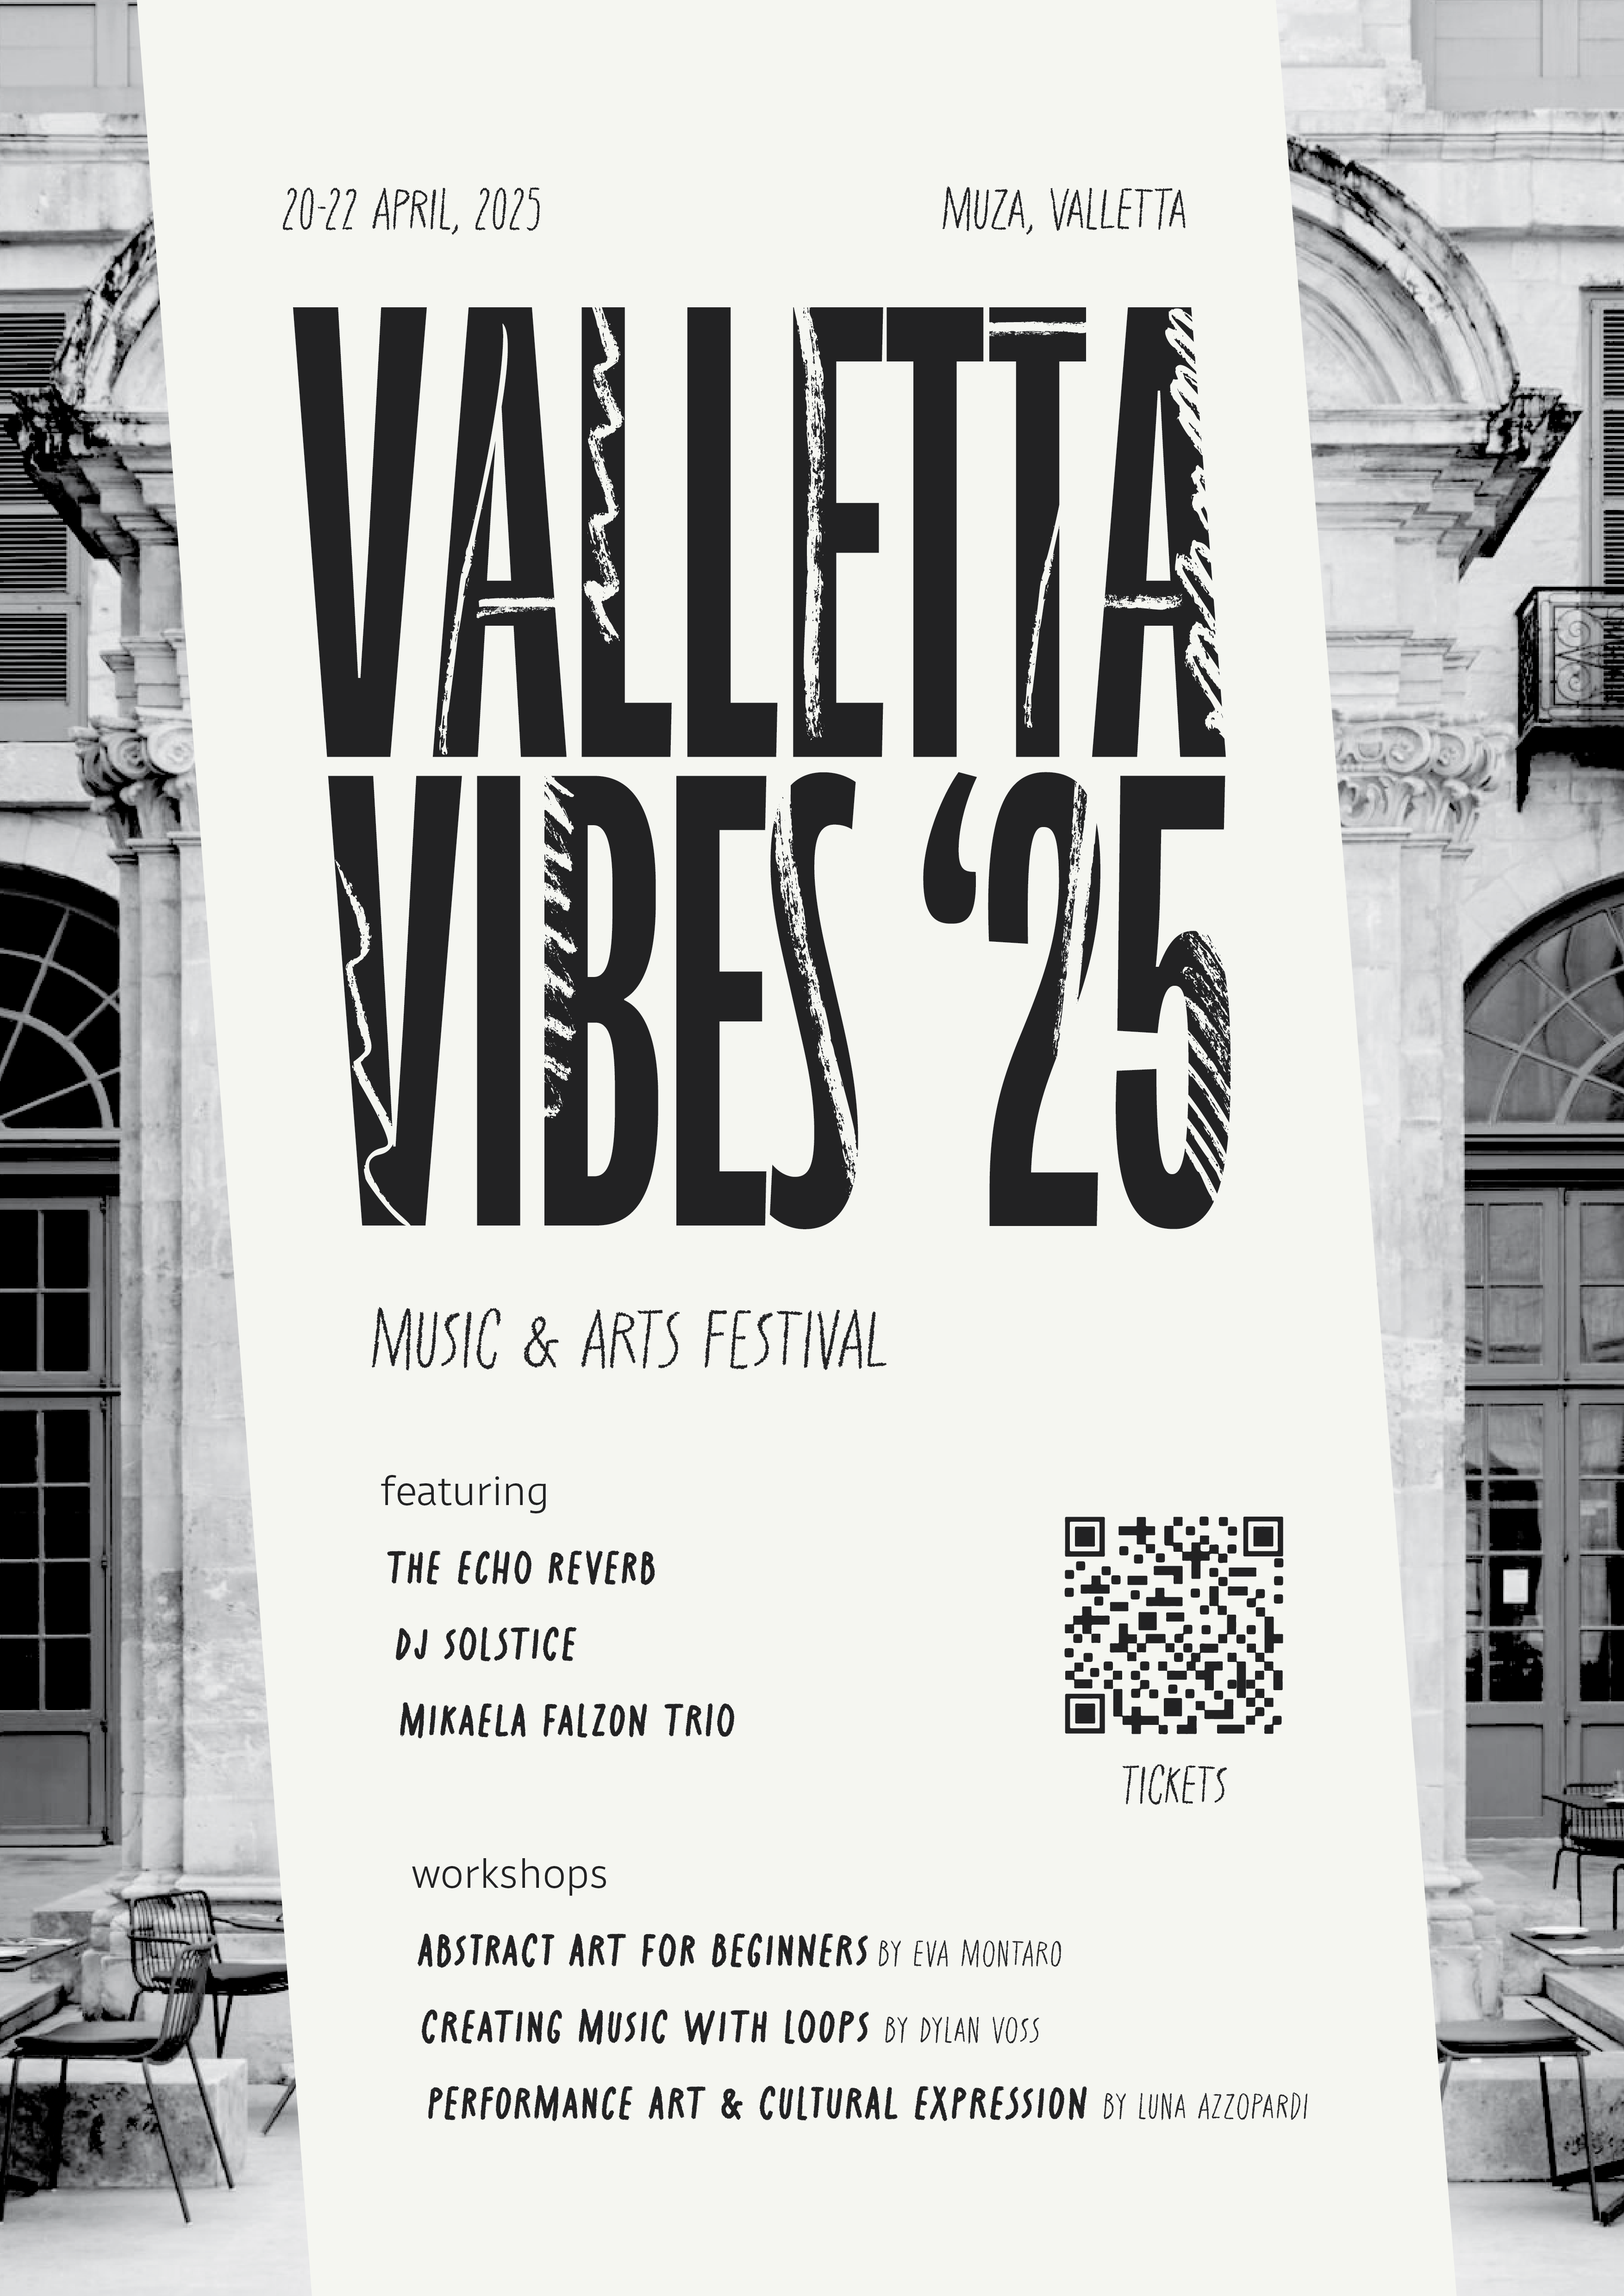 20-22 APRIL, 2025
MUZA, VALLETTA
VALLETTA
VIBES ‘25
MUSIC & ARTS FESTIVAL
featuring
THE ECHO REVERB
DJ SOLSTICE
MIKAELA FALZON TRIO
TICKETS
workshops
ABSTRACT ART FOR BEGINNERS BY EVA MONTARO
CREATING MUSIC WITH LOOPS BY DYLAN VOSS
PERFORMANCE ART & CULTURAL EXPRESSION BY LUNA AZZOPARDI